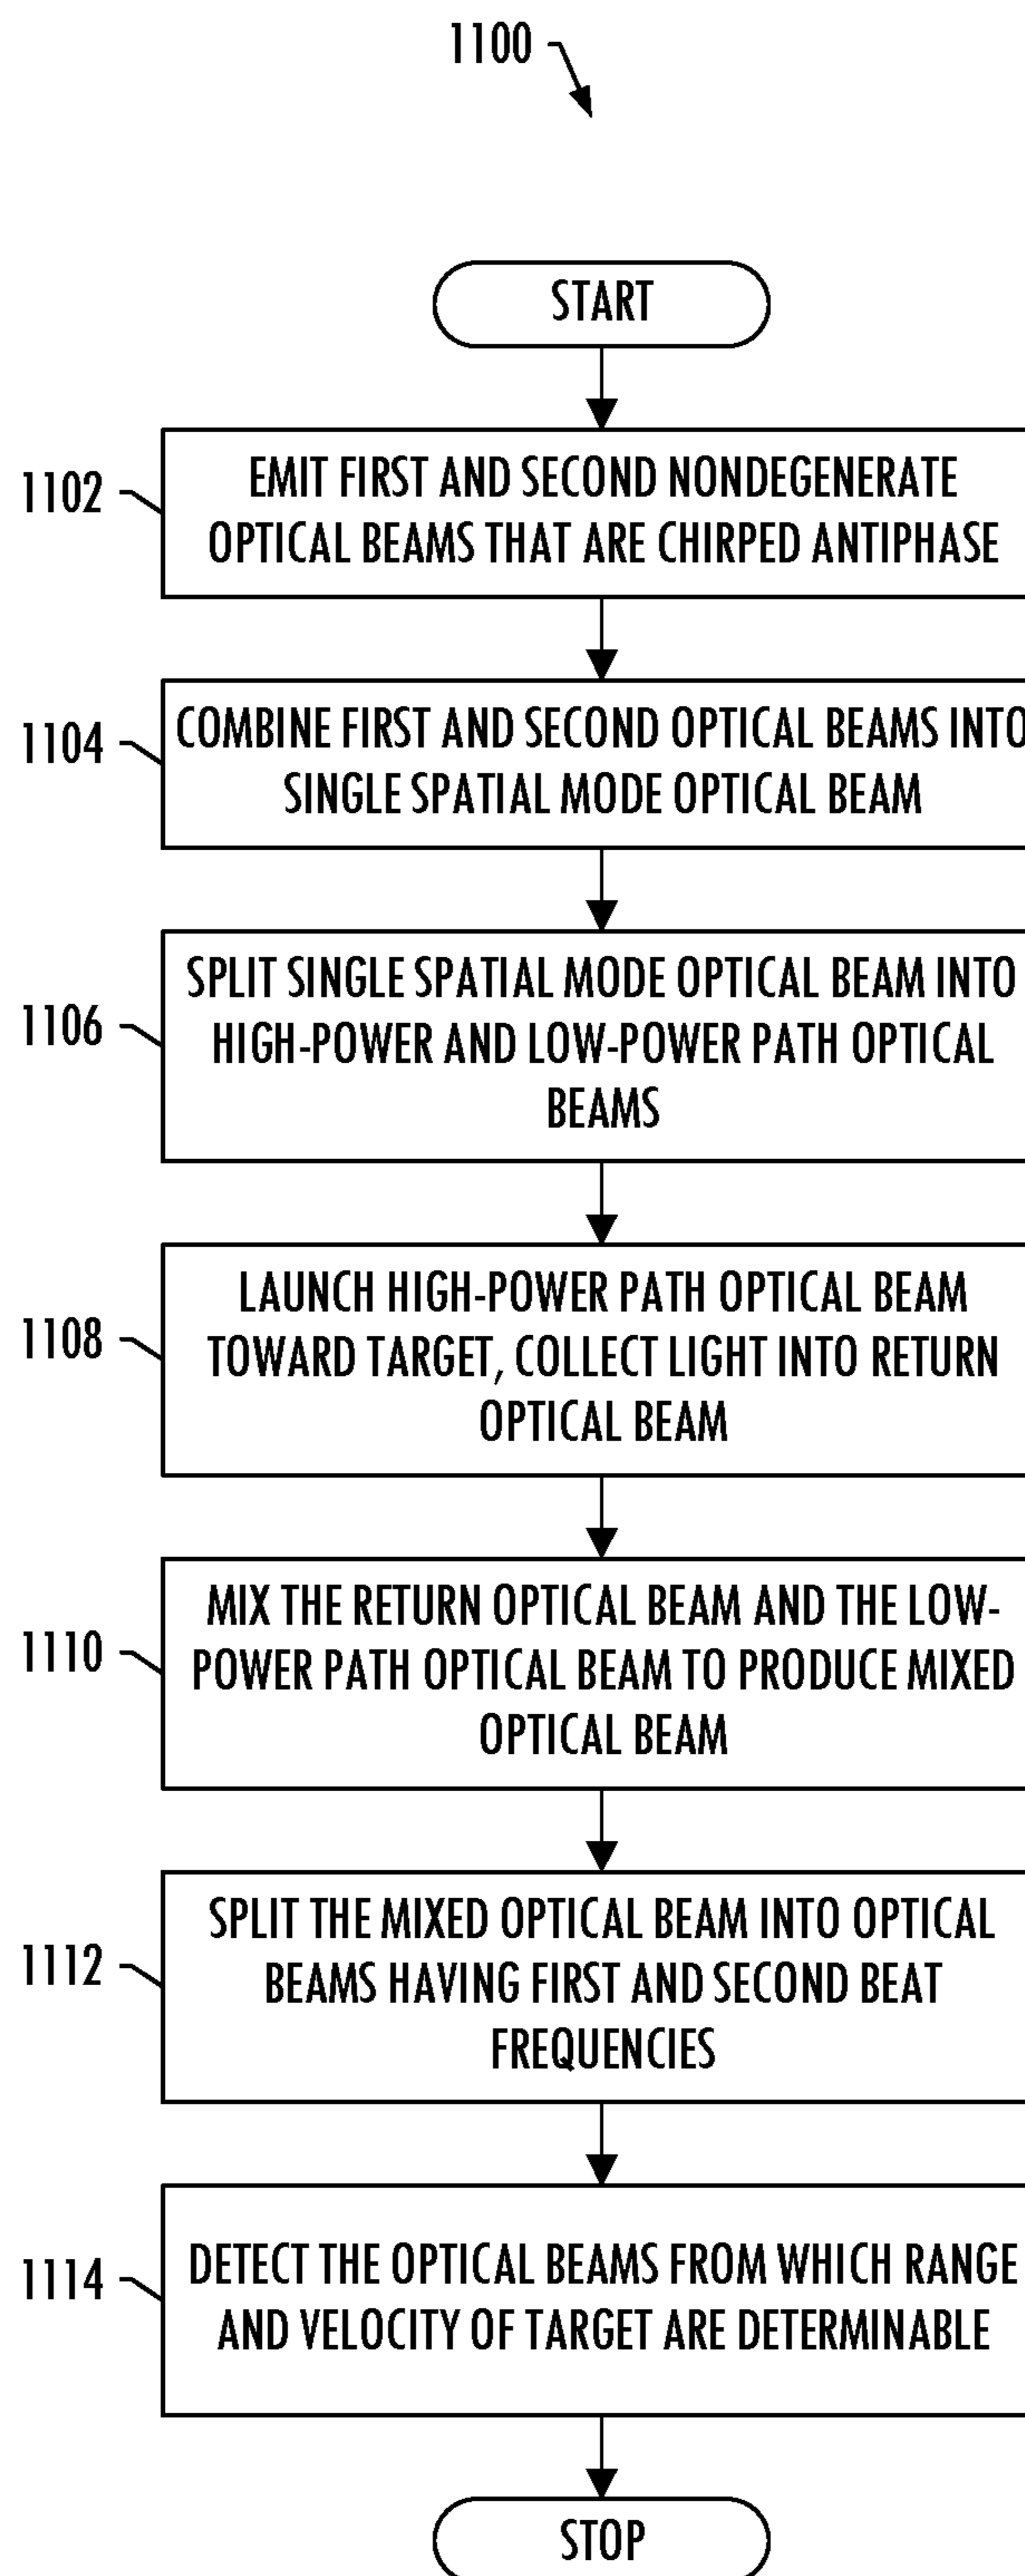 1100
START
1102
EMIT FIRST AND SECOND NONDEGENERATE
OPTICAL BEAMS THAT ARE CHIRPED ANTIPHASE
1104
COMBINE FIRST AND SECOND OPTICAL BEAMS INTO
SINGLE SPATIAL MODE OPTICAL BEAM
1106
SPLIT SINGLE SPATIAL MODE OPTICAL BEAM INTO
HIGH-POWER AND LOW-POWER PATH OPTICAL
BEAMS
1108
LAUNCH HIGH-POWER PATH OPTICAL BEAM
TOWARD TARGET, COLLECT LIGHT INTO RETURN
OPTICAL BEAM
1110
MIX THE RETURN OPTICAL BEAM AND THE LOW-
POWER PATH OPTICAL BEAM TO PRODUCE MIXED
OPTICAL BEAM
1112
SPLIT THE MIXED OPTICAL BEAM INTO OPTICAL
BEAMS HAVING FIRST AND SECOND BEAT
FREQUENCIES
1114
DETECT THE OPTICAL BEAMS FROM WHICH RANGE
AND VELOCITY OF TARGET ARE DETERMINABLE
STOP